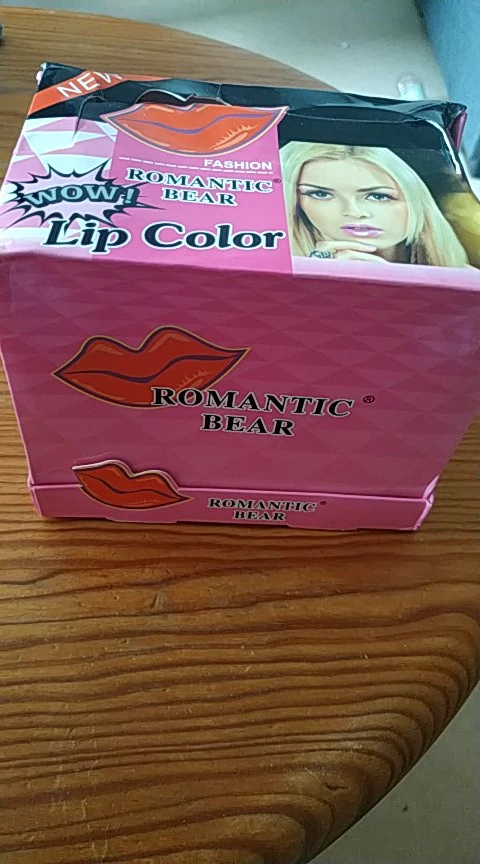 NEW
FASHION
ROMANTIC
BEAR
WOW!
Lip Color
ROMANTIC ®
BEAR
ROMANTIC®
BEAR